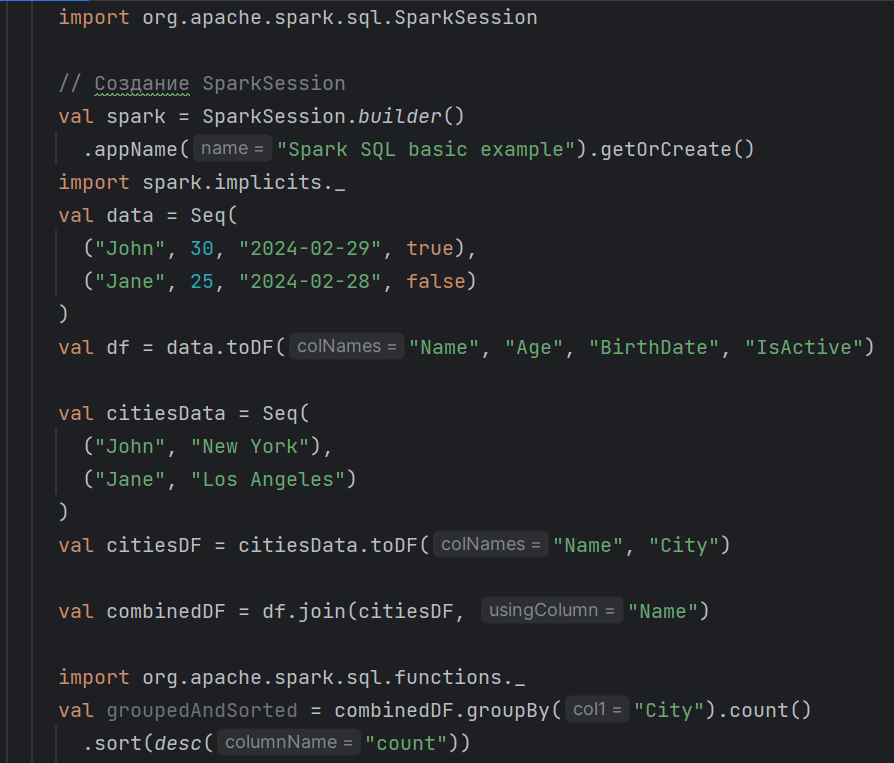 import org.apache.spark.sql.SparkSession
// Создание SparkSession
val spark = SparkSession.builder()
.appName( name = "Spark SQL basic example").getOrCreate()
import spark.implicits._
val data = Seq(
("John", 30, "2024-02-29", true),
("Jane", 25, "2024-02-28", false)
)
val df = data.toDF( colNames = "Name", "Age", "BirthDate", "IsActive")
val citiesData = Seq(
("John", "New York"),
("Jane", "Los Angeles")
)
val citiesDF = citiesData.toDF( colNames = "Name", "City")
val combinedDF = df.join(citiesDF, usingColumn = "Name")
import org.apache.spark.sql.functions._
val groupedAndSorted = combinedDF.groupBy( col1 = "City").count()
.sort(desc( columnName = "count"))